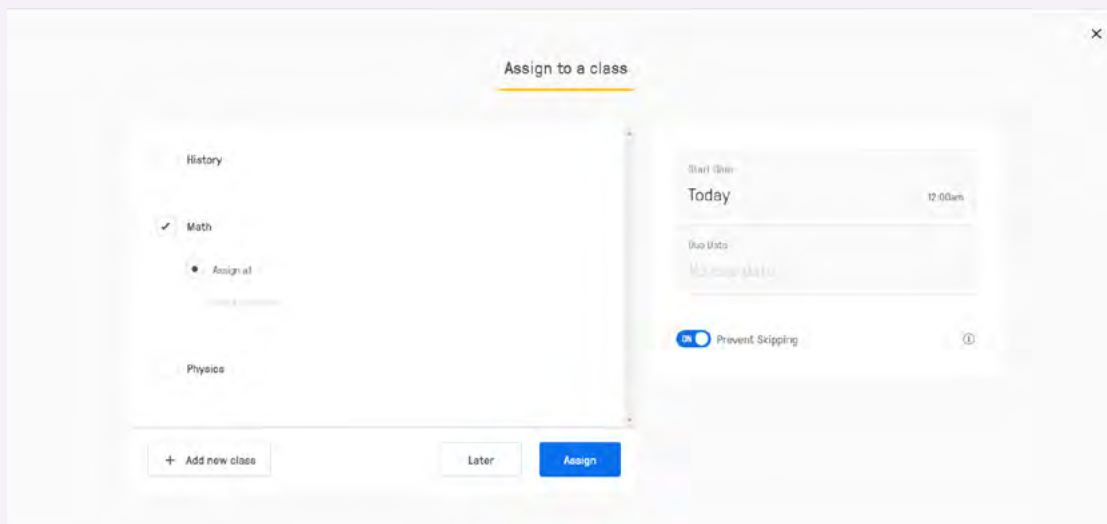 Assign to a class
History
Math
Assign all
Physics
+ Add new class
Later
Assign
Start
Today
12:00am
Due Date
ON Prevent Skipping